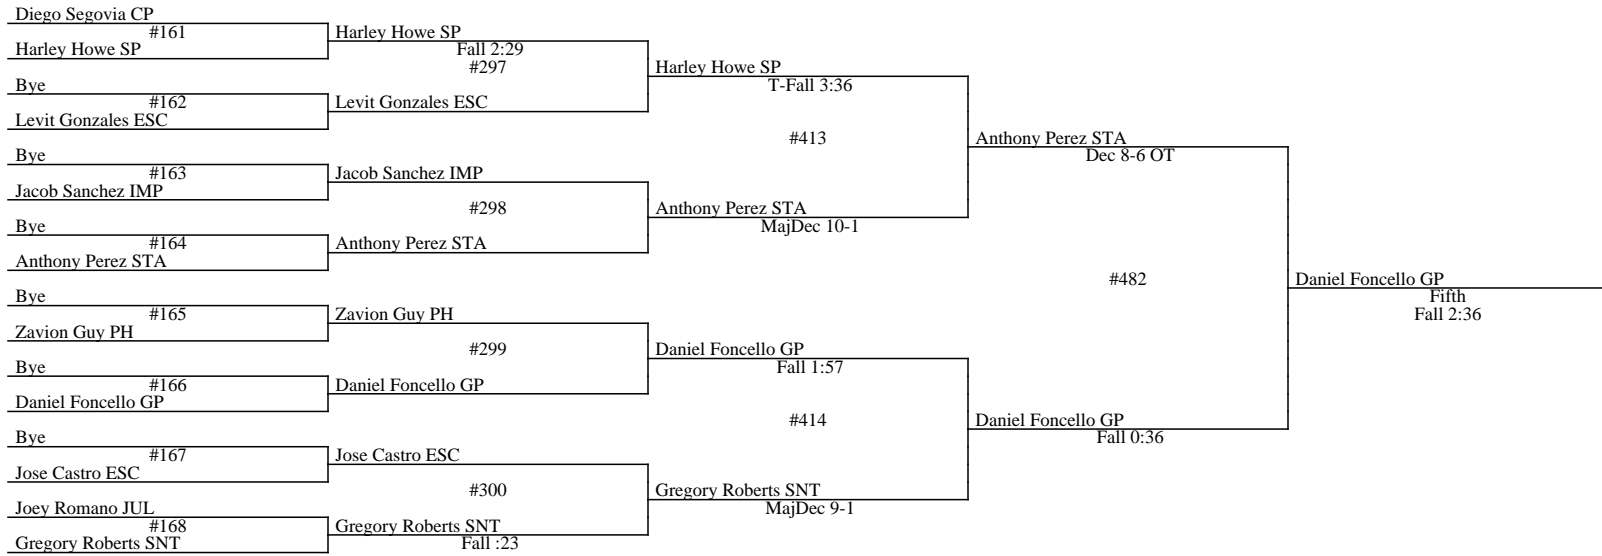 Diego Segovia CP
#161
Harley Howe SP
Bye
#162
Levit Gonzales ESC
Bye
#163
Jacob Sanchez IMP
Bye
#164
Anthony Perez STA
Bye
#165
Zavion Guy PH
Bye
#166
Daniel Foncello GP
Bye
#167
Jose Castro ESC
Joey Romano JUL
#168
Gregory Roberts SNT
Harley Howe SP
Fall 2:29
#297
Levit Gonzales ESC
Jacob Sanchez IMP
#298
Anthony Perez STA
Zavion Guy PH
#299
Daniel Foncello GP
Jose Castro ESC
#300
Gregory Roberts SNT
Fall :23
Harley Howe SP
T-Fall 3:36
#413
Anthony Perez STA
MajDec 10-1
Daniel Foncello GP
Fall 1:57
#414
Gregory Roberts SNT
MajDec 9-1
Anthony Perez STA
Dec 8-6 OT
#482
Daniel Foncello GP
Fall 0:36
Daniel Foncello GP
Fifth
Fall 2:36